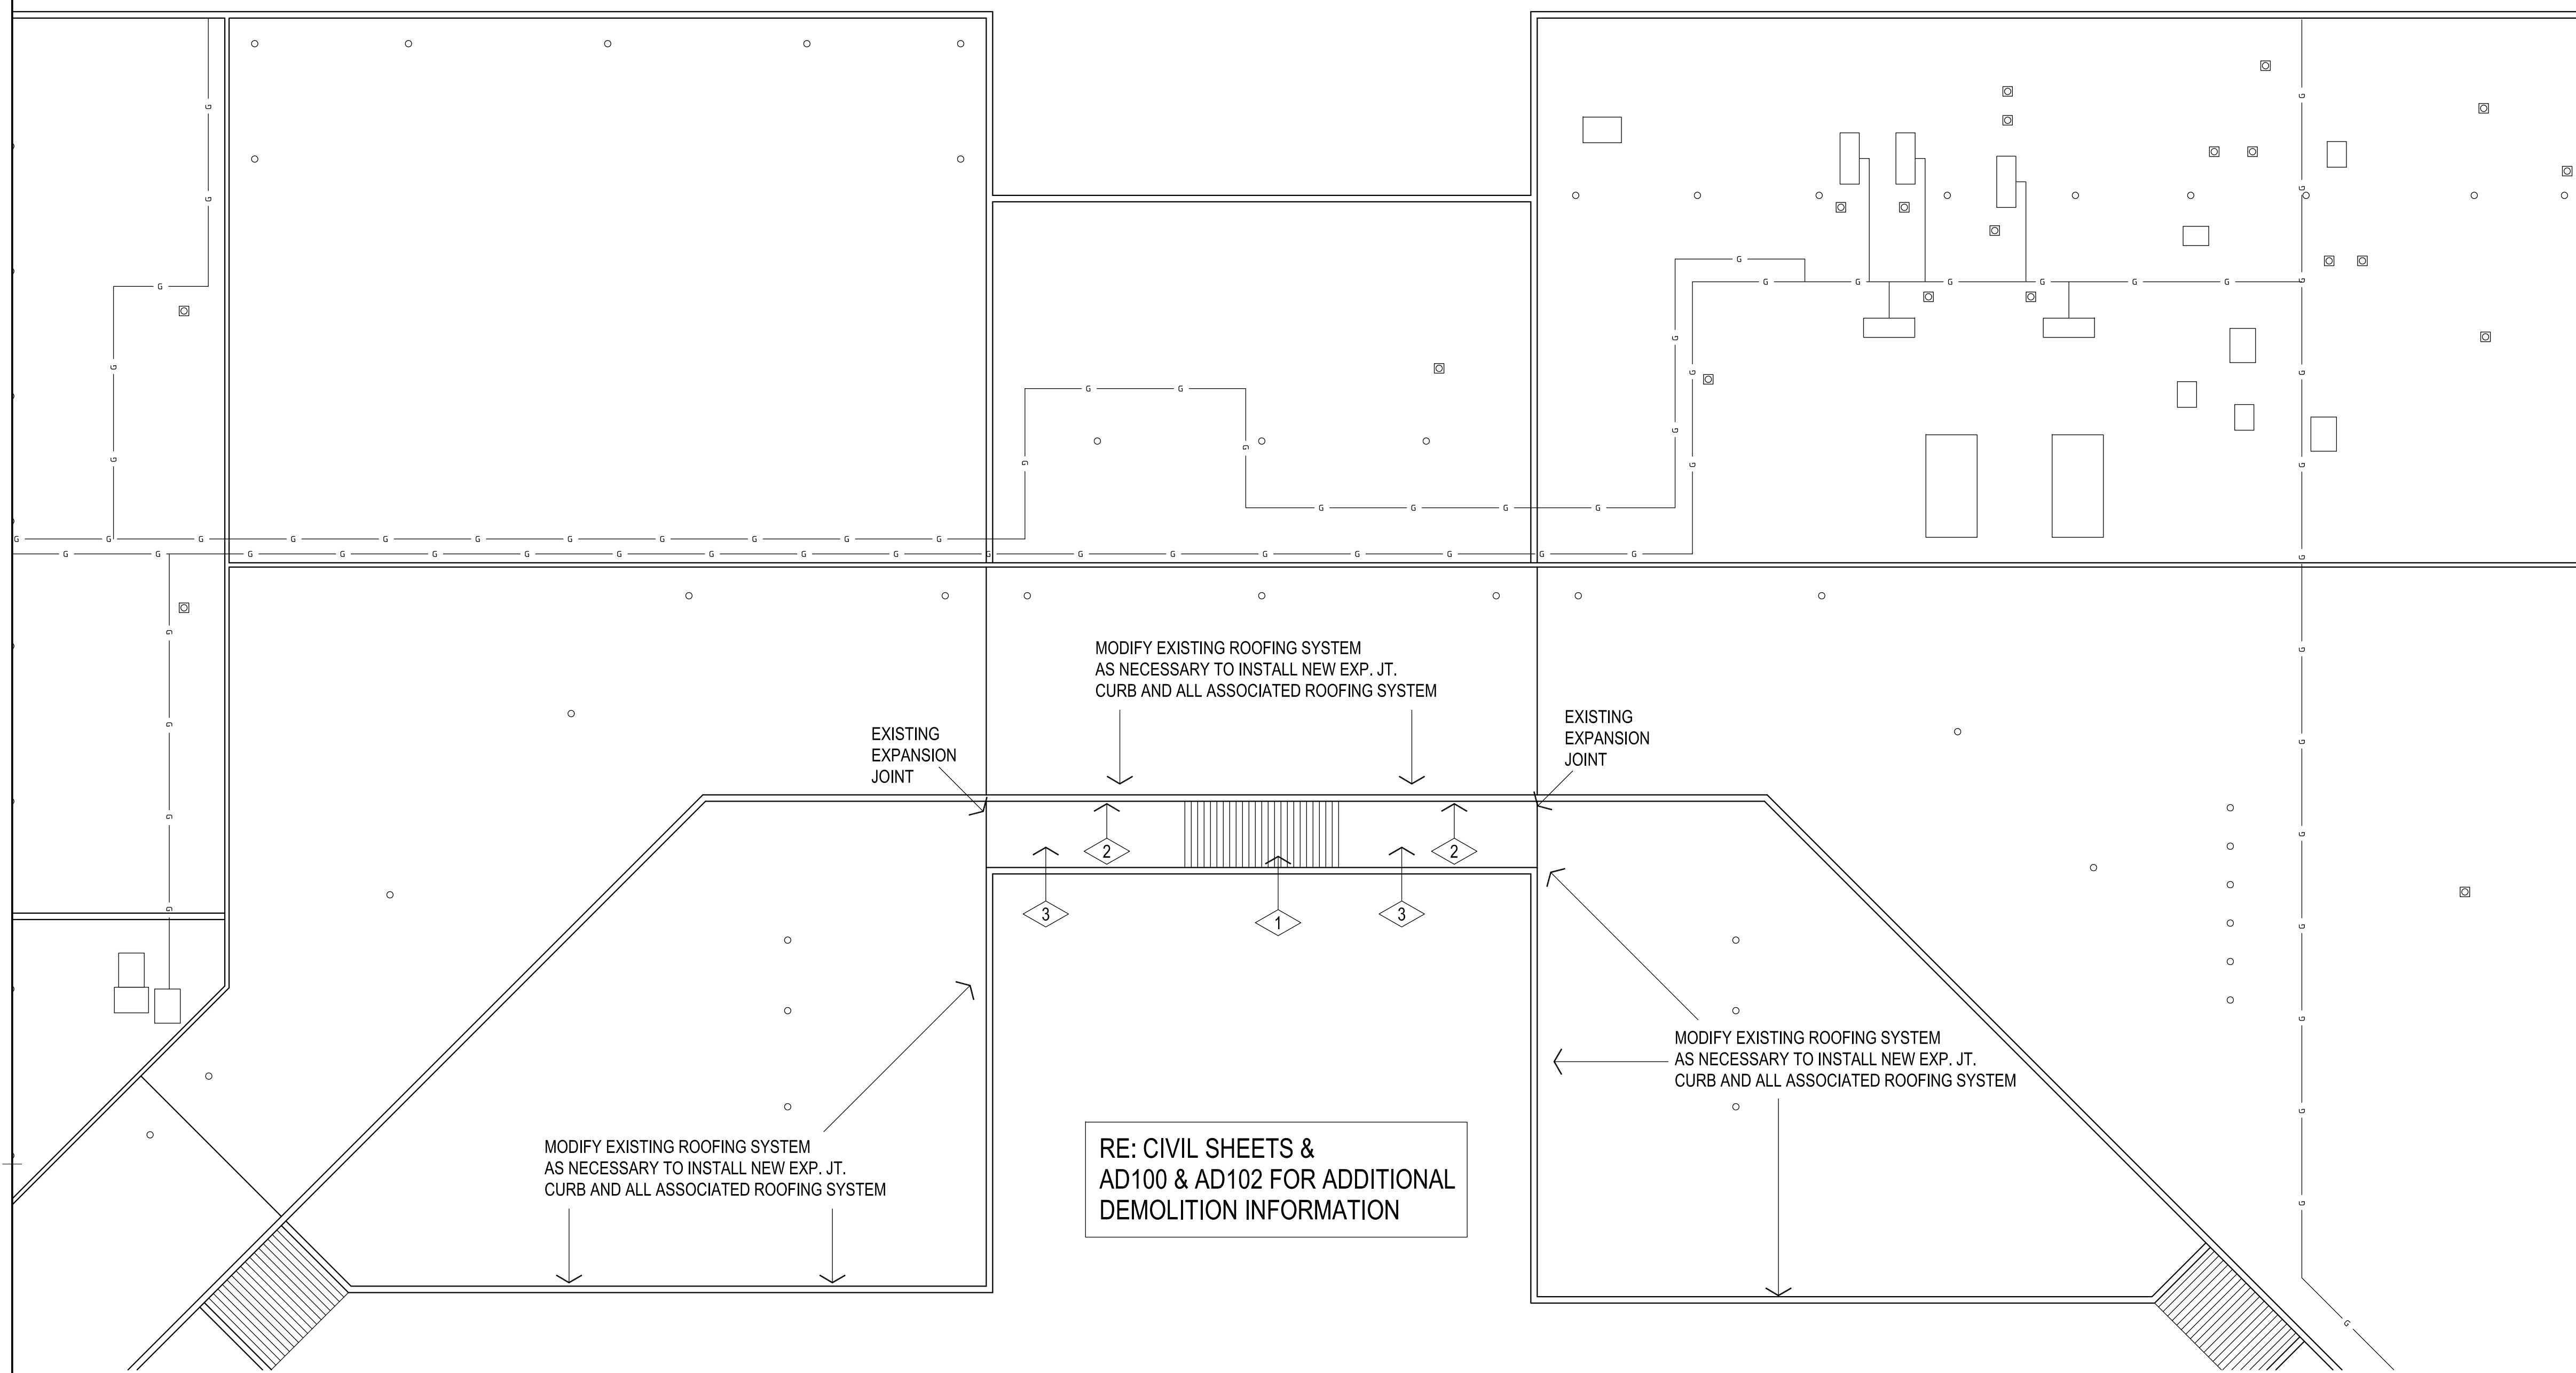 MODIFY EXISTING ROOFING SYSTEM
AS NECESSARY TO INSTALL NEW EXP. JT.
CURB AND ALL ASSOCIATED ROOFING SYSTEM
EXISTING
EXPANSION
JOINT
EXISTING
EXPANSION
JOINT
2
2
3
1
3
MODIFY EXISTING ROOFING SYSTEM
AS NECESSARY TO INSTALL NEW EXP. JT.
CURB AND ALL ASSOCIATED ROOFING SYSTEM
MODIFY EXISTING ROOFING SYSTEM
AS NECESSARY TO INSTALL NEW EXP. JT.
CURB AND ALL ASSOCIATED ROOFING SYSTEM
RE: CIVIL SHEETS &
AD100 & AD102 FOR ADDITIONAL
DEMOLITION INFORMATION